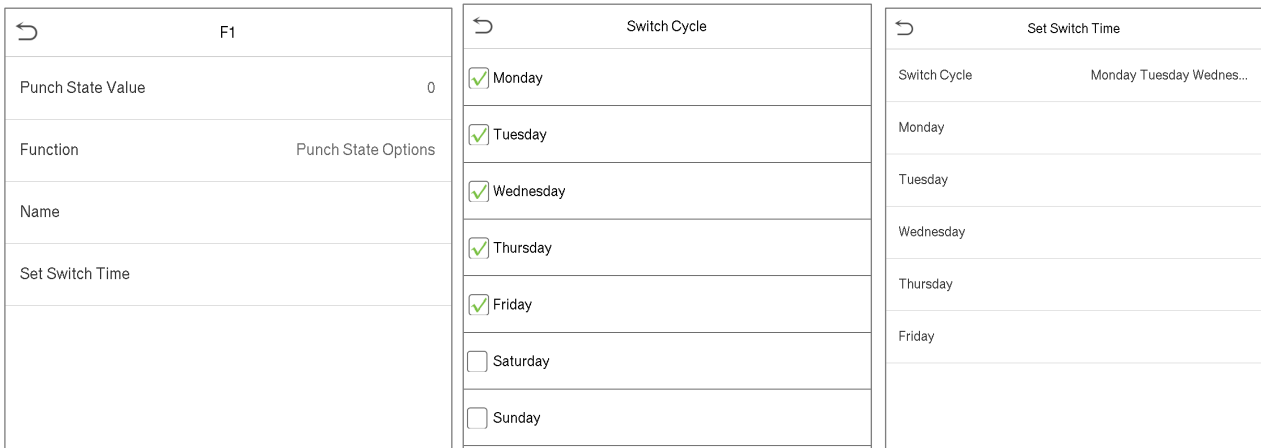 F1
Punch State Value 0
Function Punch State Options
Name
Set Switch Time
Switch Cycle
Monday
Tuesday
Wednesday
Thursday
Friday
Saturday
Sunday
Set Switch Time
Switch Cycle Monday Tuesday Wednes...
Monday
Tuesday
Wednesday
Thursday
Friday